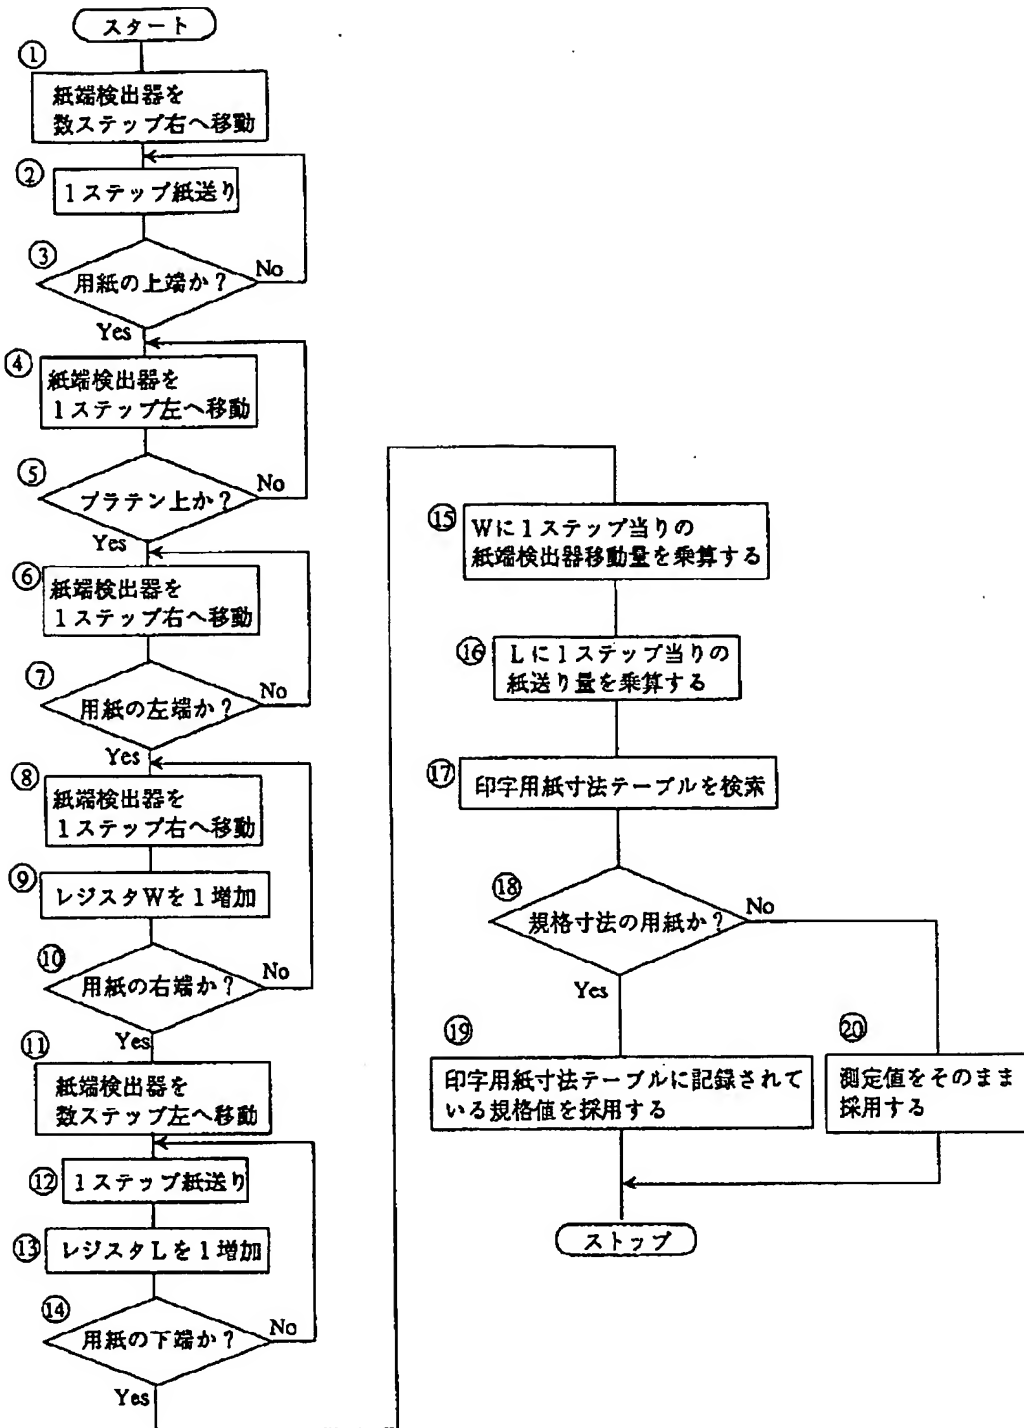 スタート
①
紙端検出器を
数ステップ右へ移動
②
1ステップ紙送り
③
用紙の上端か?
No
Yes
④
紙端検出器を
1ステップ左へ移動
⑤
プラテン上か?
No
Yes
⑥
紙端検出器を
1ステップ右へ移動
⑦
用紙の左端か?
No
Yes
⑧
紙端検出器を
1ステップ右へ移動
⑨
レジスタWを1増加
⑩
用紙の右端か?
No
Yes
⑪
紙端検出器を
数ステップ左へ移動
⑫
1ステップ紙送り
⑬
レジスタLを1増加
⑭
用紙の下端か?
No
Yes
⑮
Wに1ステップ当りの
紙端検出器移動量を乗算する
⑯
Lに1ステップ当りの
紙送り量を乗算する
⑰
印字用紙寸法テーブルを検索
⑱
規格寸法の用紙か?
No
Yes
⑲
印字用紙寸法テーブルに記録されて
いる規格値を採用する
⑳
測定値をそのまま
採用する
ストップ